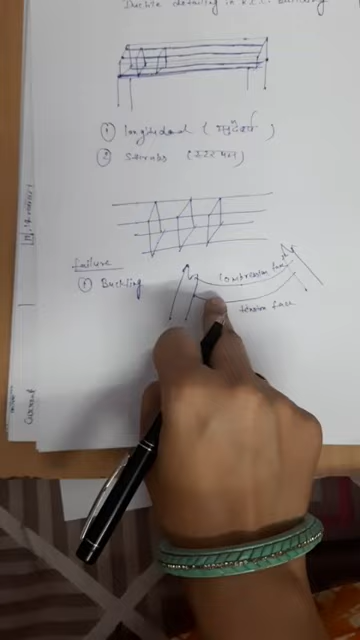 Ductile detailing in R.C.C. Building
① longitudinal (
② Stirrups (
failure
① Buckling
Compression face
tension face